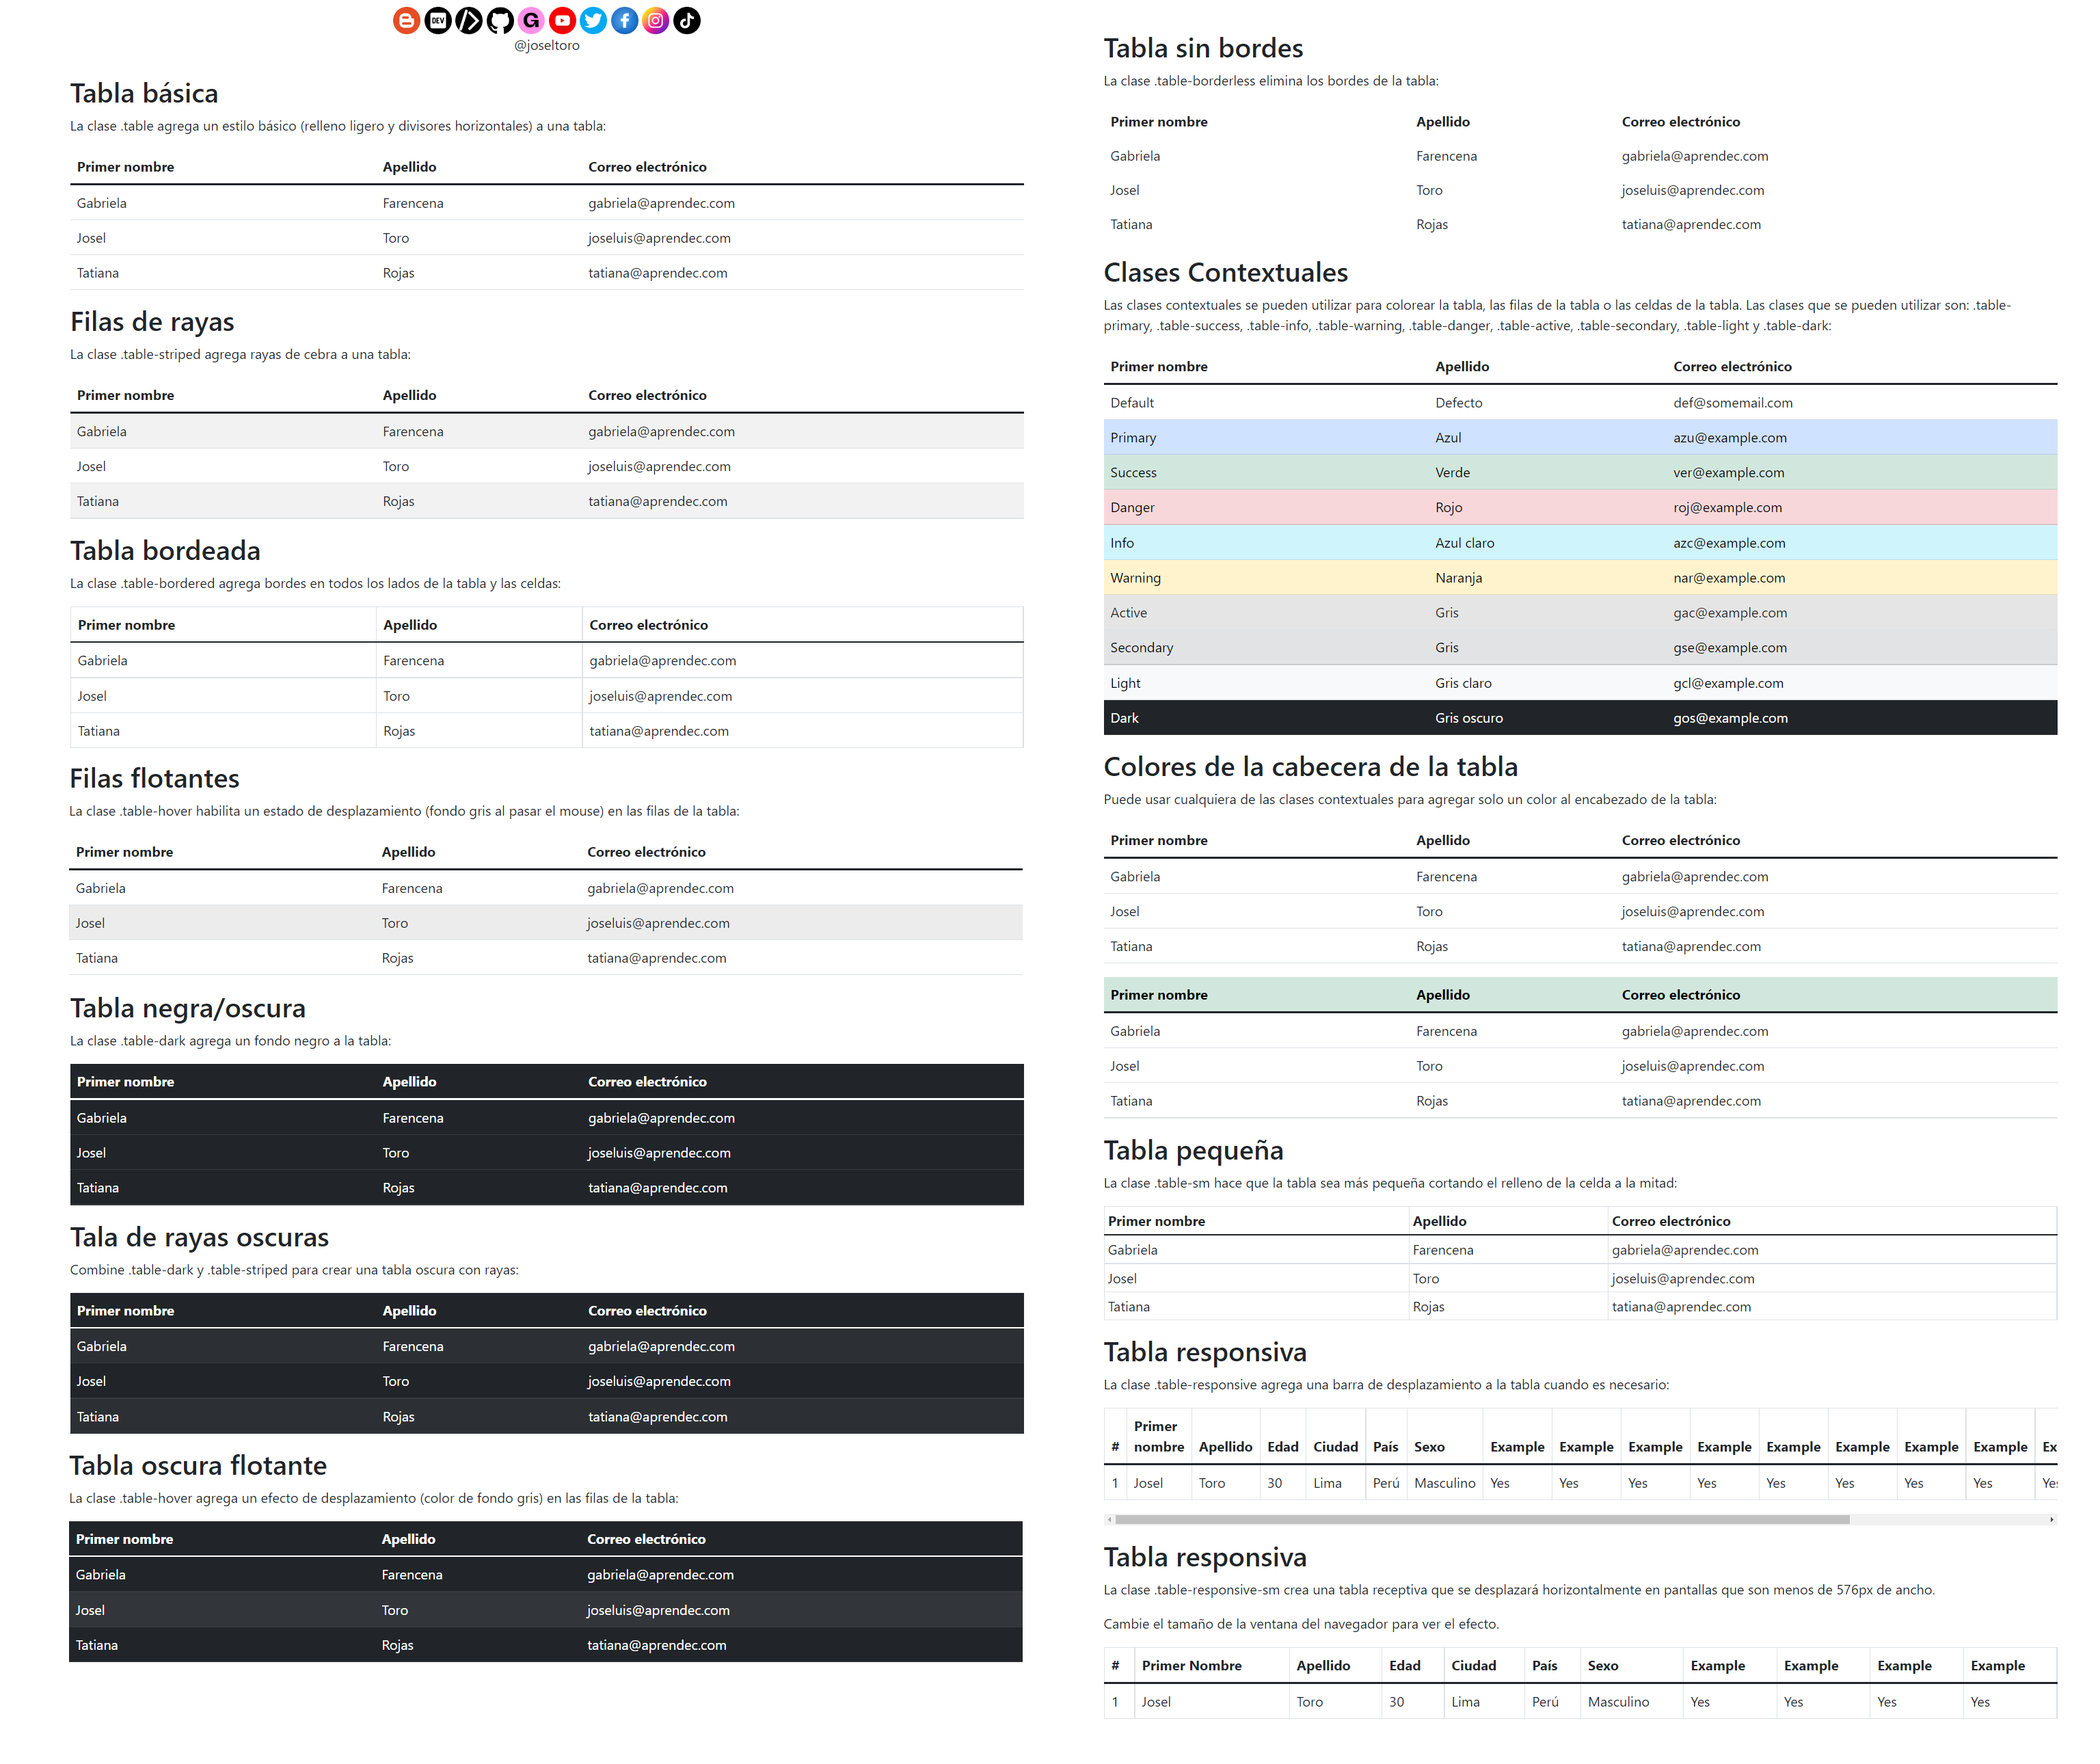 DEV
G
@joseltoro
Tabla básica
La clase .table agrega un estilo básico (relleno ligero y divisores horizontales) a una tabla:
Primer nombre Apellido Correo electrónico
Gabriela Farencena gabriela@aprendec.com
Josel Toro joseluis@aprendec.com
Tatiana Rojas tatiana@aprendec.com
Filas de rayas
La clase .table-striped agrega rayas de cebra a una tabla:
Primer nombre Apellido Correo electrónico
Gabriela Farencena gabriela@aprendec.com
Josel Toro joseluis@aprendec.com
Tatiana Rojas tatiana@aprendec.com
Tabla bordeada
La clase .table-bordered agrega bordes en todos los lados de la tabla y las celdas:
Primer nombre Apellido Correo electrónico
Gabriela Farencena gabriela@aprendec.com
Josel Toro joseluis@aprendec.com
Tatiana Rojas tatiana@aprendec.com
Filas flotantes
La clase .table-hover habilita un estado de desplazamiento (fondo gris al pasar el mouse) en las filas de la tabla:
Primer nombre Apellido Correo electrónico
Gabriela Farencena gabriela@aprendec.com
Josel Toro joseluis@aprendec.com
Tatiana Rojas tatiana@aprendec.com
Tabla negra/oscura
La clase .table-dark agrega un fondo negro a la tabla:
Primer nombre Apellido Correo electrónico
Gabriela Farencena gabriela@aprendec.com
Josel Toro joseluis@aprendec.com
Tatiana Rojas tatiana@aprendec.com
Tala de rayas oscuras
Combine .table-dark y .table-striped para crear una tabla oscura con rayas:
Primer nombre Apellido Correo electrónico
Gabriela Farencena gabriela@aprendec.com
Josel Toro joseluis@aprendec.com
Tatiana Rojas tatiana@aprendec.com
Tabla oscura flotante
La clase .table-hover agrega un efecto de desplazamiento (color de fondo gris) en las filas de la tabla:
Primer nombre Apellido Correo electrónico
Gabriela Farencena gabriela@aprendec.com
Josel Toro joseluis@aprendec.com
Tatiana Rojas tatiana@aprendec.com
Tabla sin bordes
La clase .table-borderless elimina los bordes de la tabla:
Primer nombre Apellido Correo electrónico
Gabriela Farencena gabriela@aprendec.com
Josel Toro joseluis@aprendec.com
Tatiana Rojas tatiana@aprendec.com
Clases Contextuales
Las clases contextuales se pueden utilizar para colorear la tabla, las filas de la tabla o las celdas de la tabla. Las clases que se pueden utilizar son: .table-
primary, .table-success, .table-info, .table-warning, .table-danger, .table-active, .table-secondary, .table-light y .table-dark:
Primer nombre Apellido Correo electrónico
Default Defecto def@somemail.com
Primary Azul azu@example.com
Success Verde ver@example.com
Danger Rojo roj@example.com
Info Azul claro azc@example.com
Warning Naranja nar@example.com
Active Gris gac@example.com
Secondary Gris gse@example.com
Light Gris claro gcl@example.com
Dark Gris oscuro gos@example.com
Colores de la cabecera de la tabla
Puede usar cualquiera de las clases contextuales para agregar solo un color al encabezado de la tabla:
Primer nombre Apellido Correo electrónico
Gabriela Farencena gabriela@aprendec.com
Josel Toro joseluis@aprendec.com
Tatiana Rojas tatiana@aprendec.com
Primer nombre Apellido Correo electrónico
Gabriela Farencena gabriela@aprendec.com
Josel Toro joseluis@aprendec.com
Tatiana Rojas tatiana@aprendec.com
Tabla pequeña
La clase .table-sm hace que la tabla sea más pequeña cortando el relleno de la celda a la mitad:
Primer nombre Apellido Correo electrónico
Gabriela Farencena gabriela@aprendec.com
Josel Toro joseluis@aprendec.com
Tatiana Rojas tatiana@aprendec.com
Tabla responsiva
La clase .table-responsive agrega una barra de desplazamiento a la tabla cuando es necesario:
Primer
# nombre Apellido Edad Ciudad País Sexo Example Example Example Example Example Example Example Example Ex
1 Josel Toro 30 Lima Perú Masculino Yes Yes Yes Yes Yes Yes Yes Yes Yes
Tabla responsiva
La clase .table-responsive-sm crea una tabla receptiva que se desplazará horizontalmente en pantallas que son menos de 576px de ancho.
Cambie el tamaño de la ventana del navegador para ver el efecto.
# Primer Nombre Apellido Edad Ciudad País Sexo Example Example Example Example
1 Josel Toro 30 Lima Perú Masculino Yes Yes Yes Yes